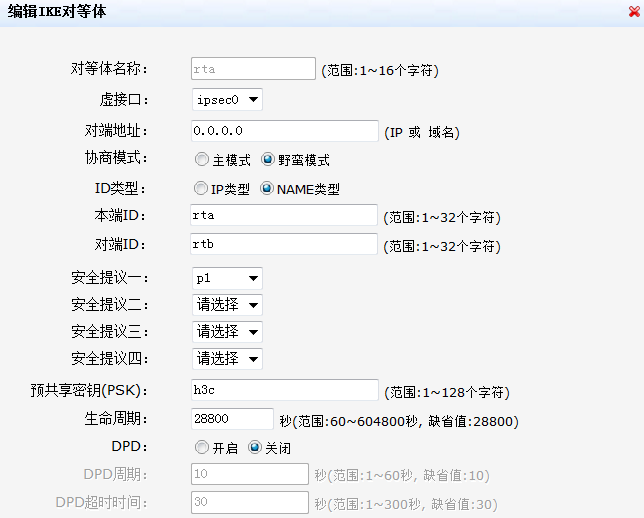 编辑IKE对等体
对等体名称： rta (范围:1~16个字符)
虚接口： ipsec0
对端地址： 0.0.0.0 (IP 或 域名)
协商模式： 主模式 野蛮模式
ID类型： IP类型 NAME类型
本端ID： rta (范围:1~32个字符)
对端ID： rtb (范围:1~32个字符)
安全提议一： p1
安全提议二： 请选择
安全提议三： 请选择
安全提议四： 请选择
预共享密钥(PSK)： h3c (范围:1~128个字符)
生命周期： 28800 秒(范围:60~604800秒, 缺省值:28800)
DPD： 开启 关闭
DPD周期： 10 秒(范围:1~60秒, 缺省值:10)
DPD超时时间： 30 秒(范围:1~300秒, 缺省值:30)